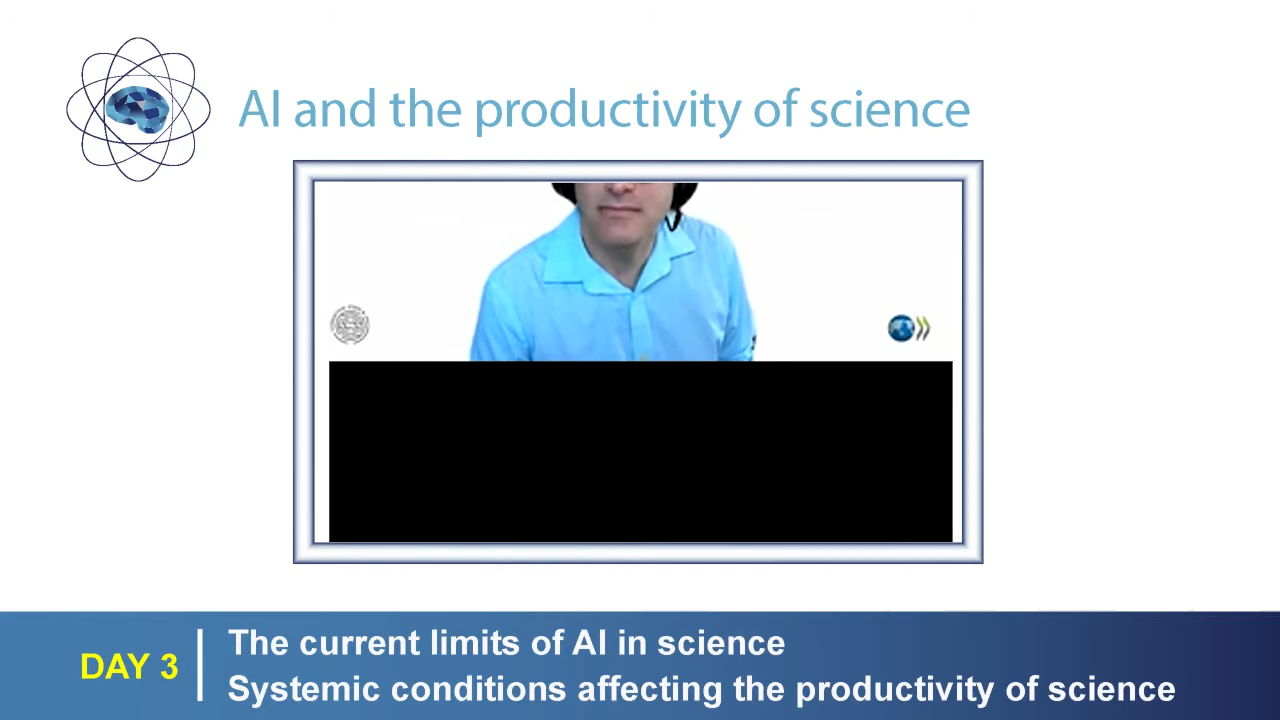 AI and the productivity of science
DAY 3
The current limits of AI in science
Systemic conditions affecting the productivity of science